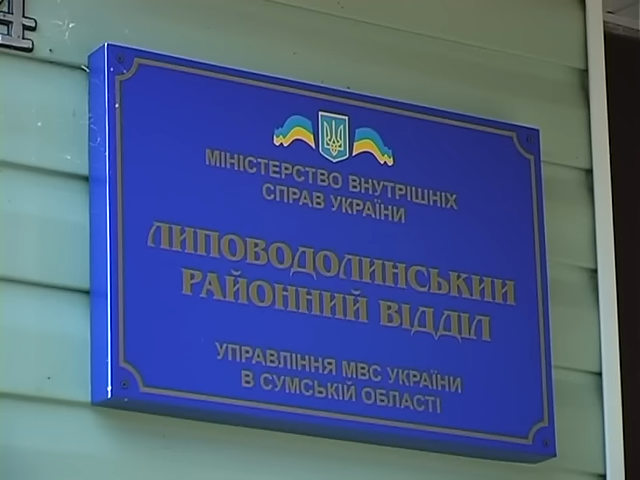 МІНІСТЕРСТВО ВНУТРІШНІХ
СПРАВ УКРАЇНИ
ЛИПОВОДОЛИНСЬКИЙ
РАЙОННИЙ ВІДДІЛ
УПРАВЛІННЯ МВС УКРАЇНИ
В СУМСЬКІЙ ОБЛАСТІ